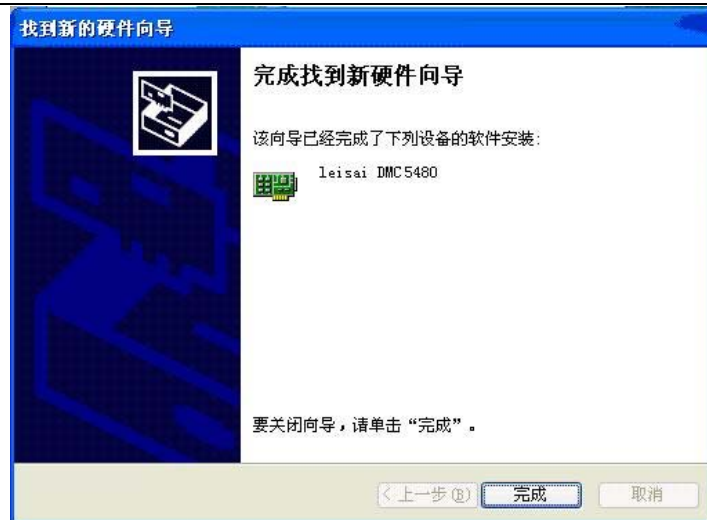 找到新的硬件向导
完成找到新硬件向导
该向导已经完成了下列设备的软件安装:
leisai DMC5480
要关闭向导，请单击“完成”。
<上一步(B)
完成
取消